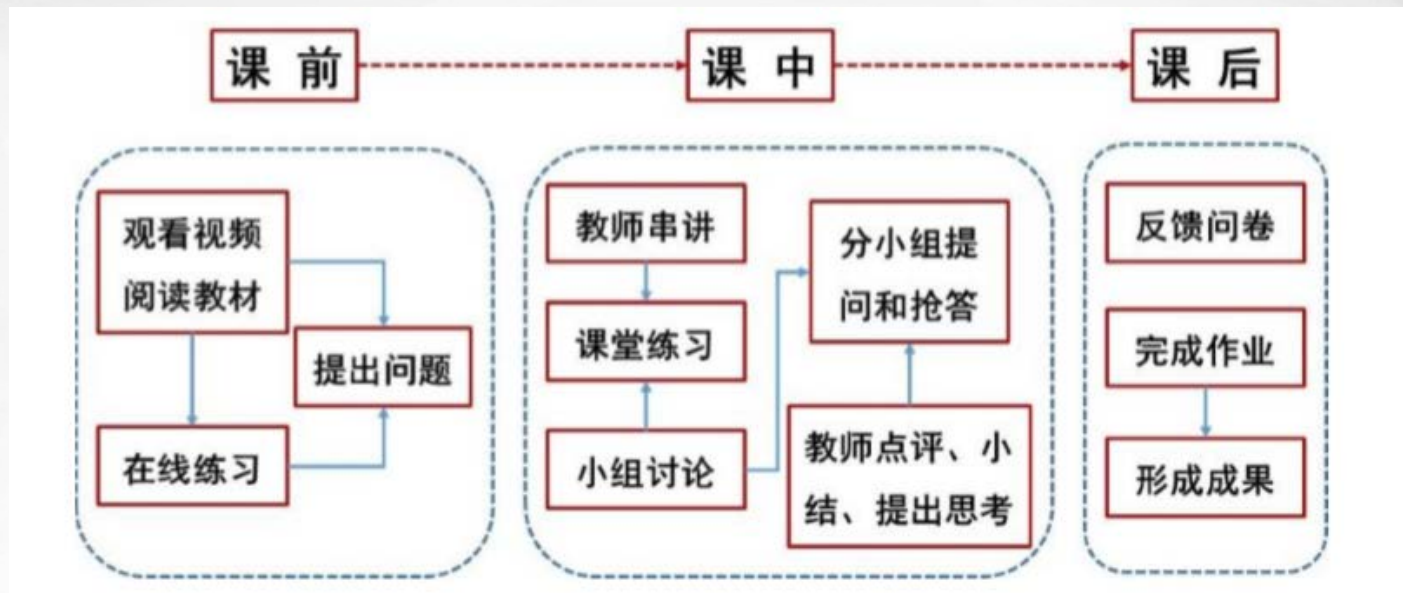 课 前
课 中
课 后
观看视频
阅读教材
提出问题
在线练习
教师串讲
课堂练习
小组讨论
分小组提
问和抢答
教师点评、小
结、提出思考
反馈问卷
完成作业
形成成果